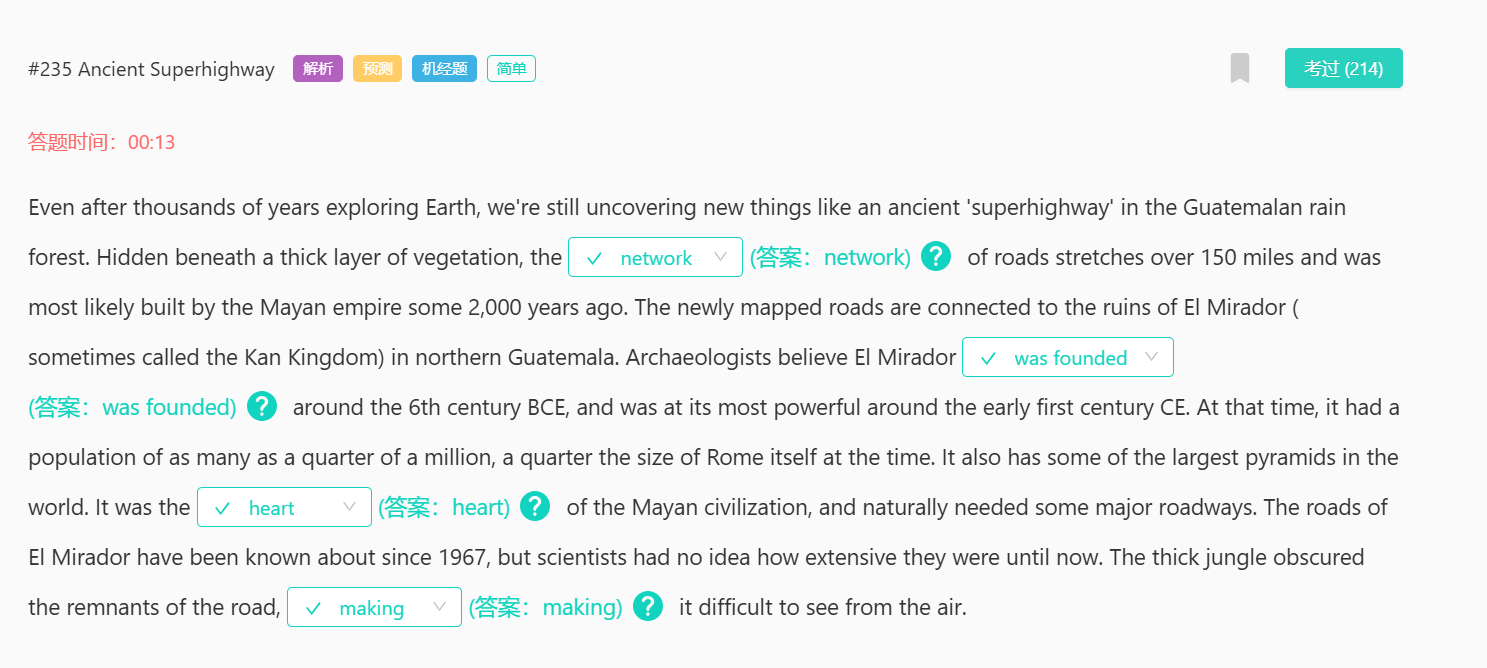 #235 Ancient Superhighway 解析 预测 机经题 简单 考过 (214)
答题时间：00:13
Even after thousands of years exploring Earth, we're still uncovering new things like an ancient 'superhighway' in the Guatemalan rain
forest. Hidden beneath a thick layer of vegetation, the network (答案：network) ? of roads stretches over 150 miles and was
most likely built by the Mayan empire some 2,000 years ago. The newly mapped roads are connected to the ruins of El Mirador (
sometimes called the Kan Kingdom) in northern Guatemala. Archaeologists believe El Mirador was founded
(答案：was founded) ? around the 6th century BCE, and was at its most powerful around the early first century CE. At that time, it had a
population of as many as a quarter of a million, a quarter the size of Rome itself at the time. It also has some of the largest pyramids in the
world. It was the heart (答案：heart) ? of the Mayan civilization, and naturally needed some major roadways. The roads of
El Mirador have been known about since 1967, but scientists had no idea how extensive they were until now. The thick jungle obscured
the remnants of the road, making (答案：making) ? it difficult to see from the air.